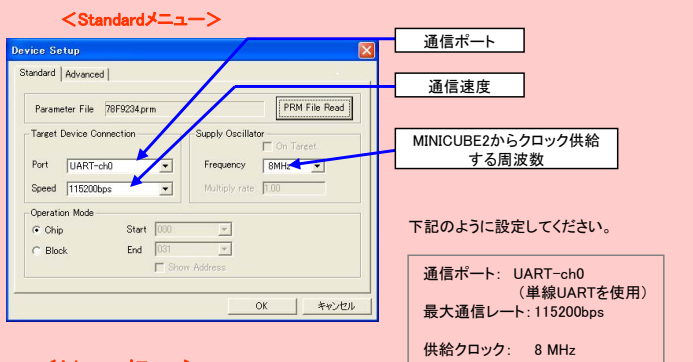 ＜Standardメニュー＞
Device Setup
Standard
Advanced
Parameter File 78F9234.prm
PRM File Read
Target Device Connection
Port UART-ch0
Speed 115200bps
Supply Oscillator
On Target
Frequency 8MHz
Multiply rate 1.00
Operation Mode
Chip
Block
Start 000
End 031
Show Address
OK
キャンセル
通信ポート
通信速度
MINICUBE2からクロック供給
する周波数
下記のように設定してください。
通信ポート： UART-ch0
（単線UARTを使用）
最大通信レート：115200bps
供給クロック： 8 MHz